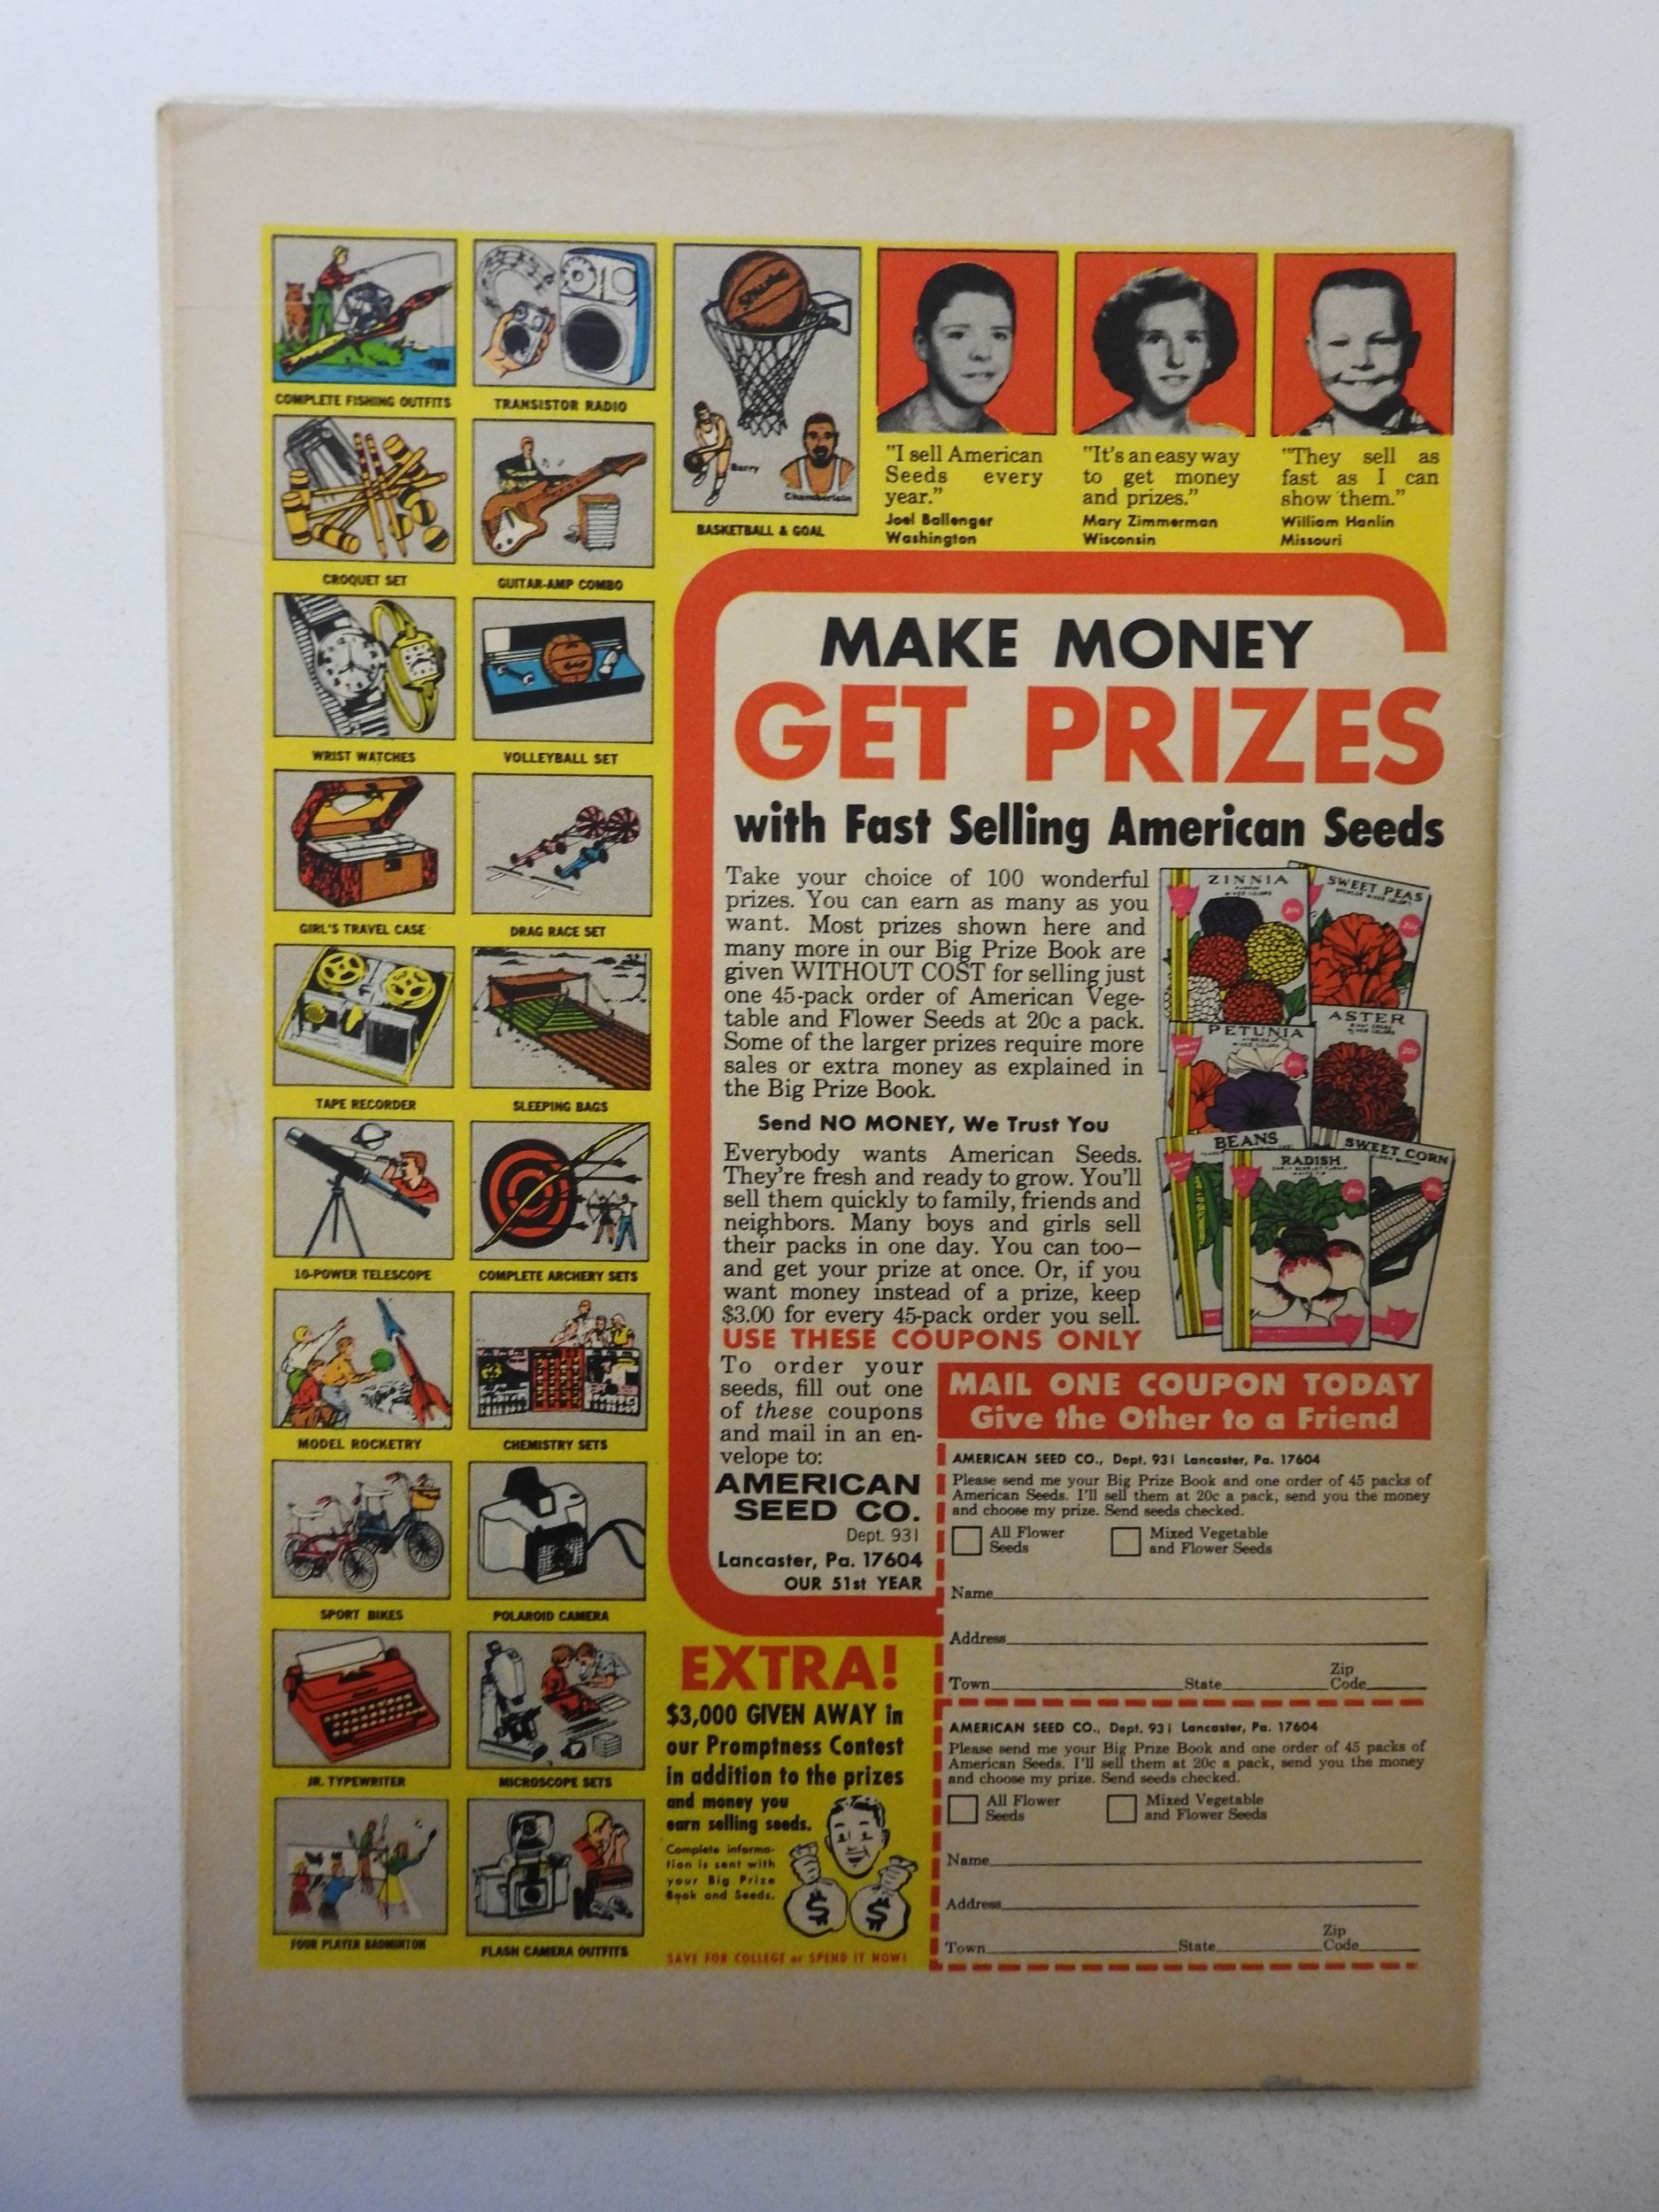 COMPLETE FISHING OUTFITS
TRANSISTOR RADIO
CROQUET SET
GUITAR-AMP COMBO
WRIST WATCHES
VOLLEYBALL SET
GIRL'S TRAVEL CASE
DRAG RACE SET
TAPE RECORDER
SLEEPING BAGS
10-POWER TELESCOPE
COMPLETE ARCHERY SETS
MODEL ROCKETRY
CHEMISTRY SETS
SPORT BIKES
POLAROID CAMERA
JR. TYPEWRITER
MICROSCOPE SETS
FOUR PLAYER BADMINTON
FLASH CAMERA OUTFITS
Barry
Chamberlain
BASKETBALL & GOAL
"I sell American
Seeds every
year."
Joel Ballenger
Washington
"It's an easy way
to get money
and prizes."
Mary Zimmerman
Wisconsin
"They sell as
fast as I can
show them."
William Hanlin
Missouri
MAKE MONEY
GET PRIZES
with Fast Selling American Seeds
Take your choice of 100 wonderful
prizes. You can earn as many as you
want. Most prizes shown here and
many more in our Big Prize Book are
given WITHOUT COST for selling just
one 45-pack order of American Vege-
table and Flower Seeds at 20c a pack.
Some of the larger prizes require more
sales or extra money as explained in
the Big Prize Book.
Send NO MONEY, We Trust You
Everybody wants American Seeds.
They're fresh and ready to grow. You'll
sell them quickly to family, friends and
neighbors. Many boys and girls sell
their packs in one day. You can too—
and get your prize at once. Or, if you
want money instead of a prize, keep
$3.00 for every 45-pack order you sell.
USE THESE COUPONS ONLY
ZINNIA
SWEET PEAS
PETUNIA
ASTER
20c
BEANS
RADISH
SWEET CORN
To order your
seeds, fill out one
of these coupons
and mail in an en-
velope to:
AMERICAN
SEED CO.
Dept. 931
Lancaster, Pa. 17604
OUR 51st YEAR
MAIL ONE COUPON TODAY
Give the Other to a Friend
AMERICAN SEED CO., Dept. 931 Lancaster, Pa. 17604
Please send me your Big Prize Book and one order of 45 packs of
American Seeds. I'll sell them at 20c a pack, send you the money
and choose my prize. Send seeds checked.
All Flower
Seeds
Mixed Vegetable
and Flower Seeds
Name
Address
Town State Zip
Code
AMERICAN SEED CO., Dept. 931 Lancaster, Pa. 17604
Please send me your Big Prize Book and one order of 45 packs of
American Seeds. I'll sell them at 20c a pack, send you the money
and choose my prize. Send seeds checked.
All Flower
Seeds
Mixed Vegetable
and Flower Seeds
Name
Address
Town State Zip
Code
EXTRA!
$3,000 GIVEN AWAY in
our Promptness Contest
in addition to the prizes
and money you
earn selling seeds.
Complete informa-
tion is sent with
your Big Prize
Book and Seeds.
$ $
SAVE FOR COLLEGE or SPEND IT NOW!